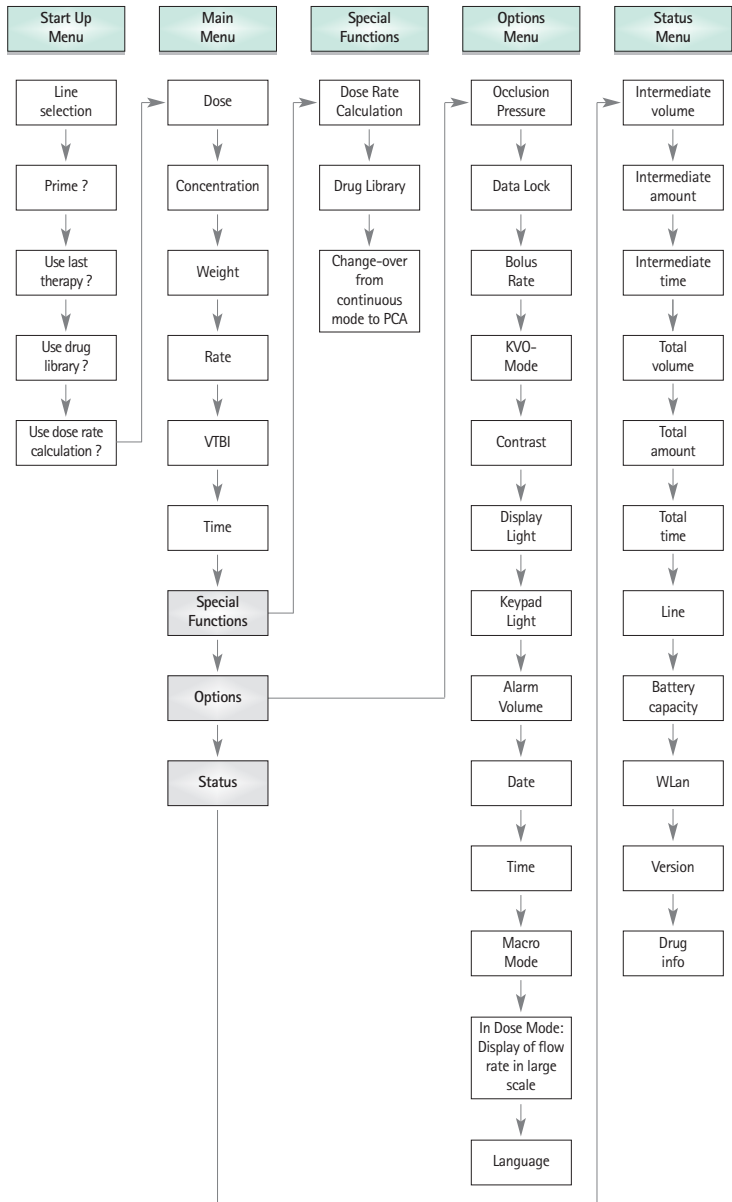 Start Up
Menu
Main
Menu
Special
Functions
Options
Menu
Status
Menu
Line
selection
Prime ?
Use last
therapy ?
Use drug
library ?
Use dose rate
calculation ?
Dose
Concentration
Weight
Rate
VTBI
Time
Special
Functions
Options
Status
Dose Rate
Calculation
Drug Library
Change-over
from
continuous
mode to PCA
Occlusion
Pressure
Data Lock
Bolus
Rate
KVO-
Mode
Contrast
Display
Light
Keypad
Light
Alarm
Volume
Date
Time
Macro
Mode
In Dose Mode:
Display of flow
rate in large
scale
Language
Intermediate
volume
Intermediate
amount
Intermediate
time
Total
volume
Total
amount
Total
time
Line
Battery
capacity
WLan
Version
Drug
info